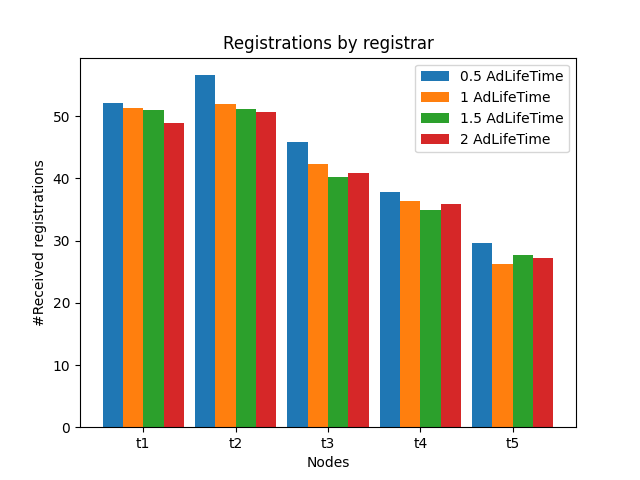 Registrations by registrar
0.5 AdLifeTime
1 AdLifeTime
1.5 AdLifeTime
2 AdLifeTime
#Received registrations
50
40
30
20
10
0
t1
t2
t3
t4
t5
Nodes